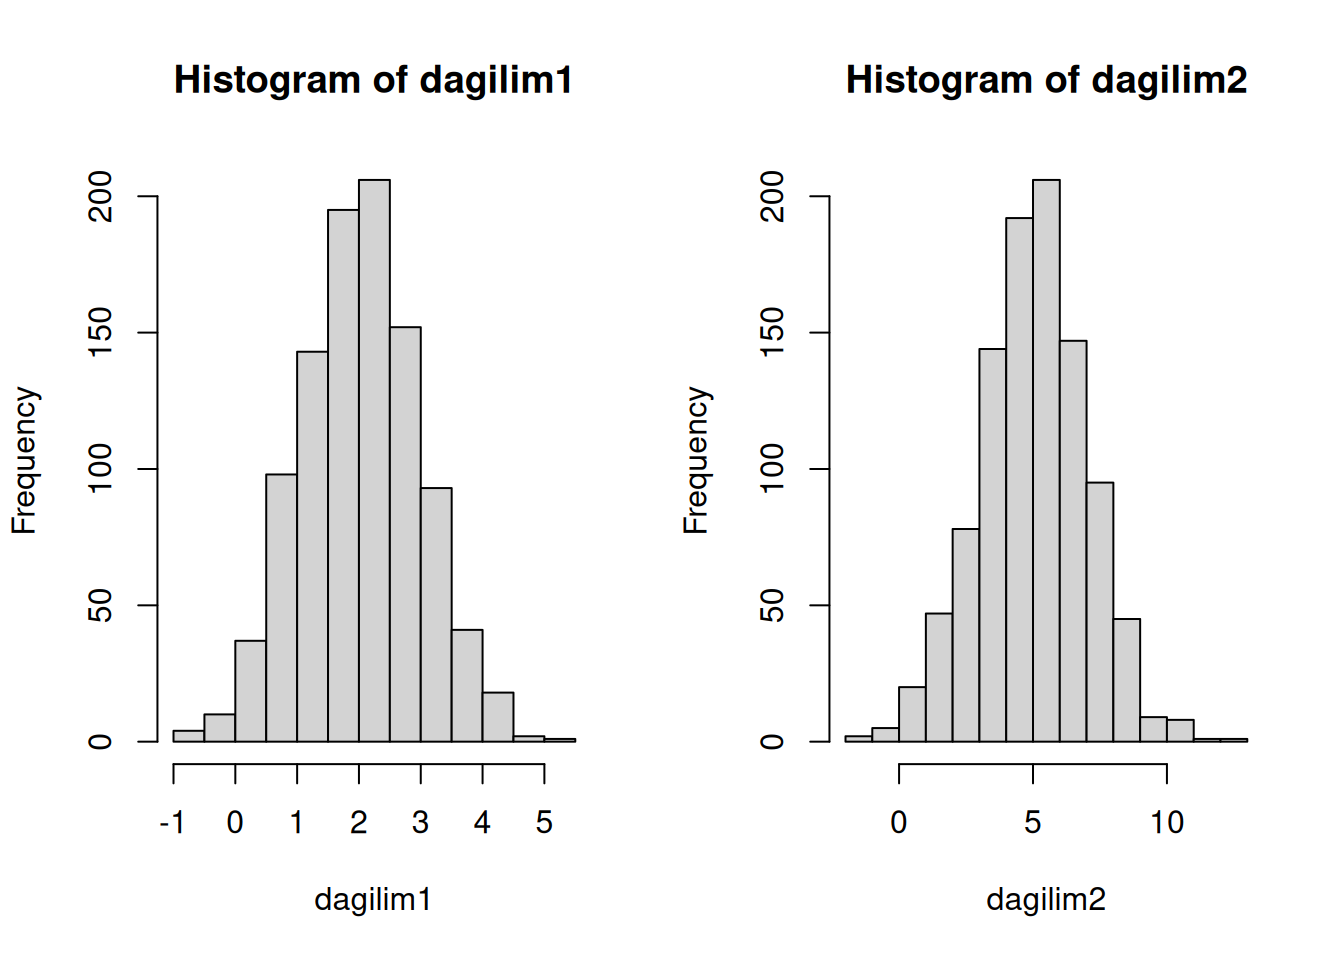 Histogram of dagilim1
Frequency
200
150
100
50
0
-1 0 1 2 3 4 5
dagilim1
Histogram of dagilim2
Frequency
200
150
100
50
0
0 5 10
dagilim2